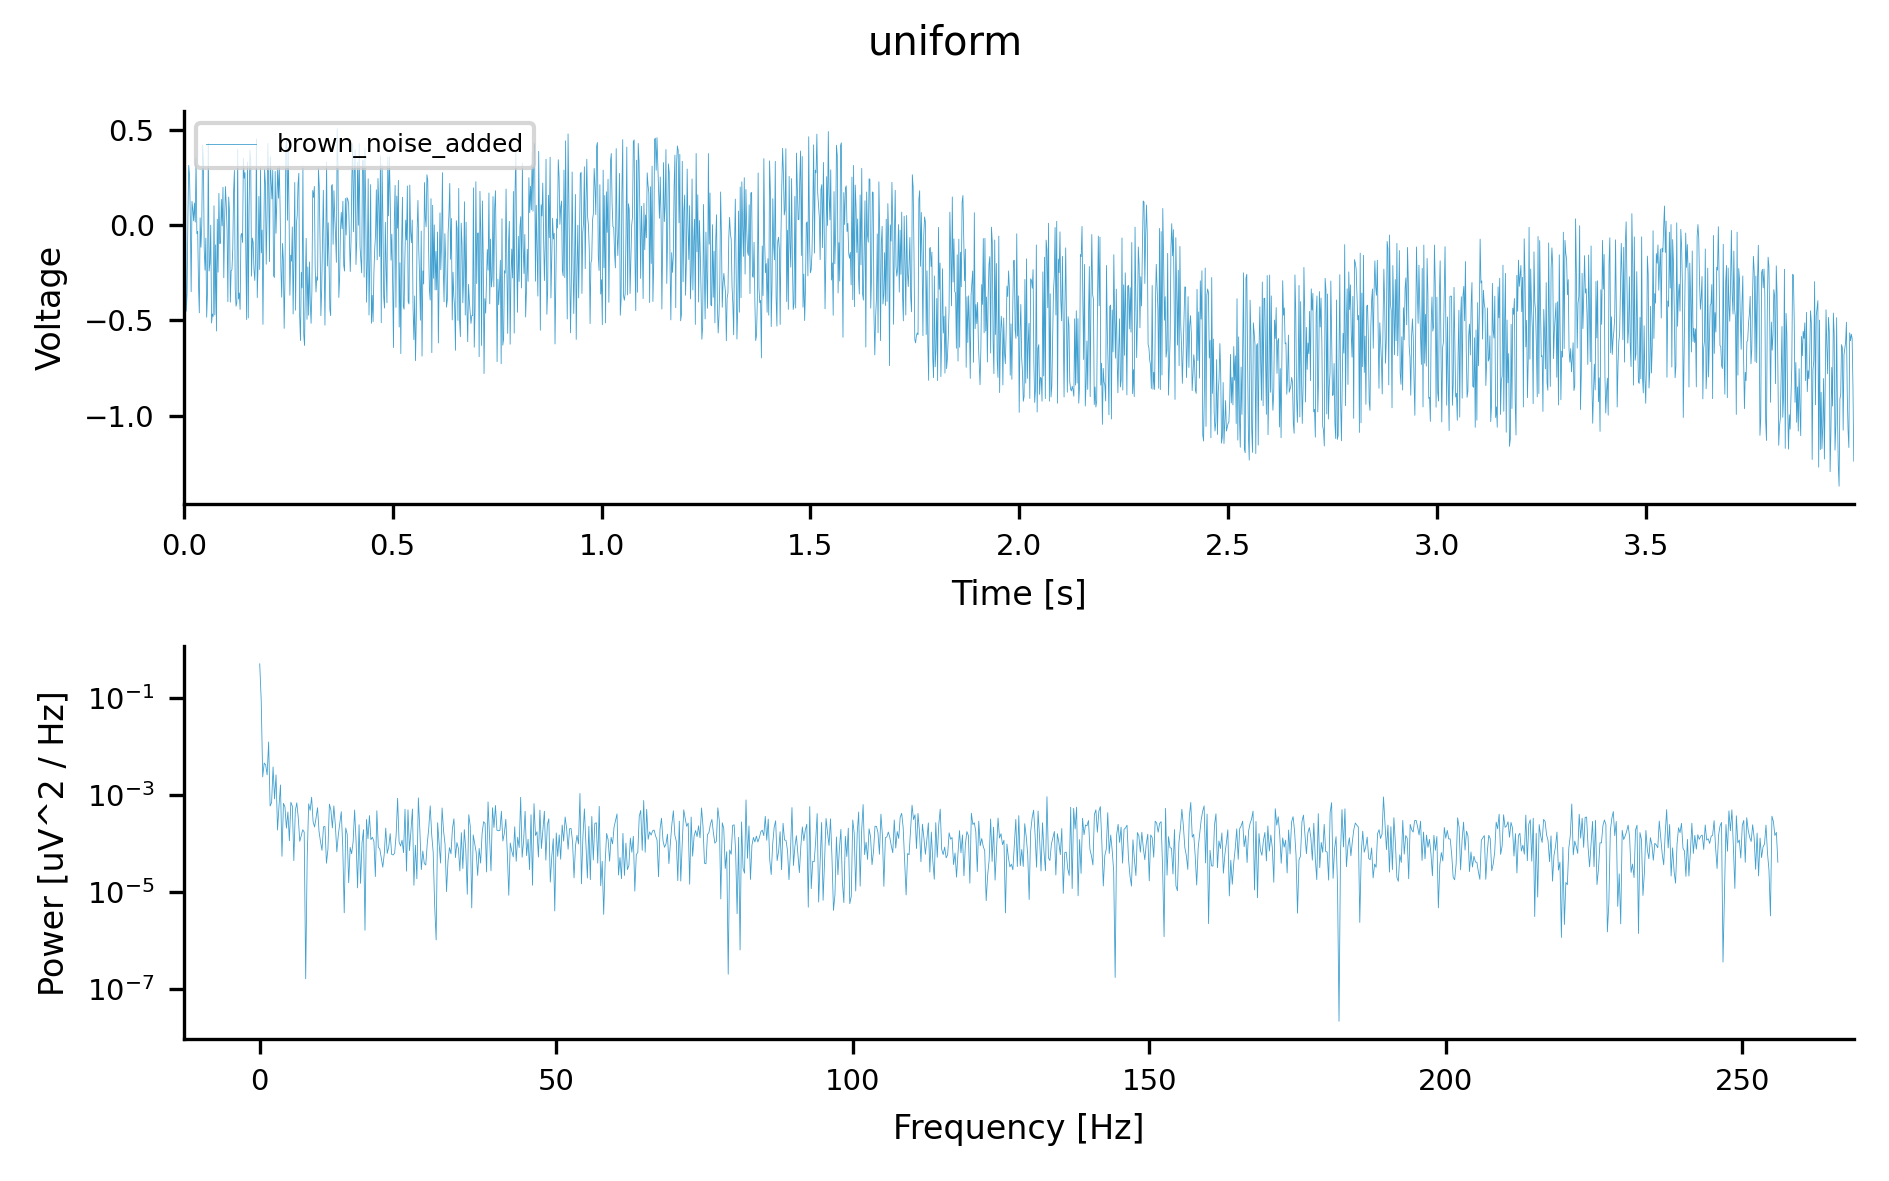 uniform
brown_noise_added
Voltage
0.5
0.0
−0.5
−1.0
0.0 0.5 1.0 1.5 2.0 2.5 3.0 3.5
Time [s]
Power [uV^2 / Hz]
10⁻¹
10⁻³
10⁻⁵
10⁻⁷
0 50 100 150 200 250
Frequency [Hz]